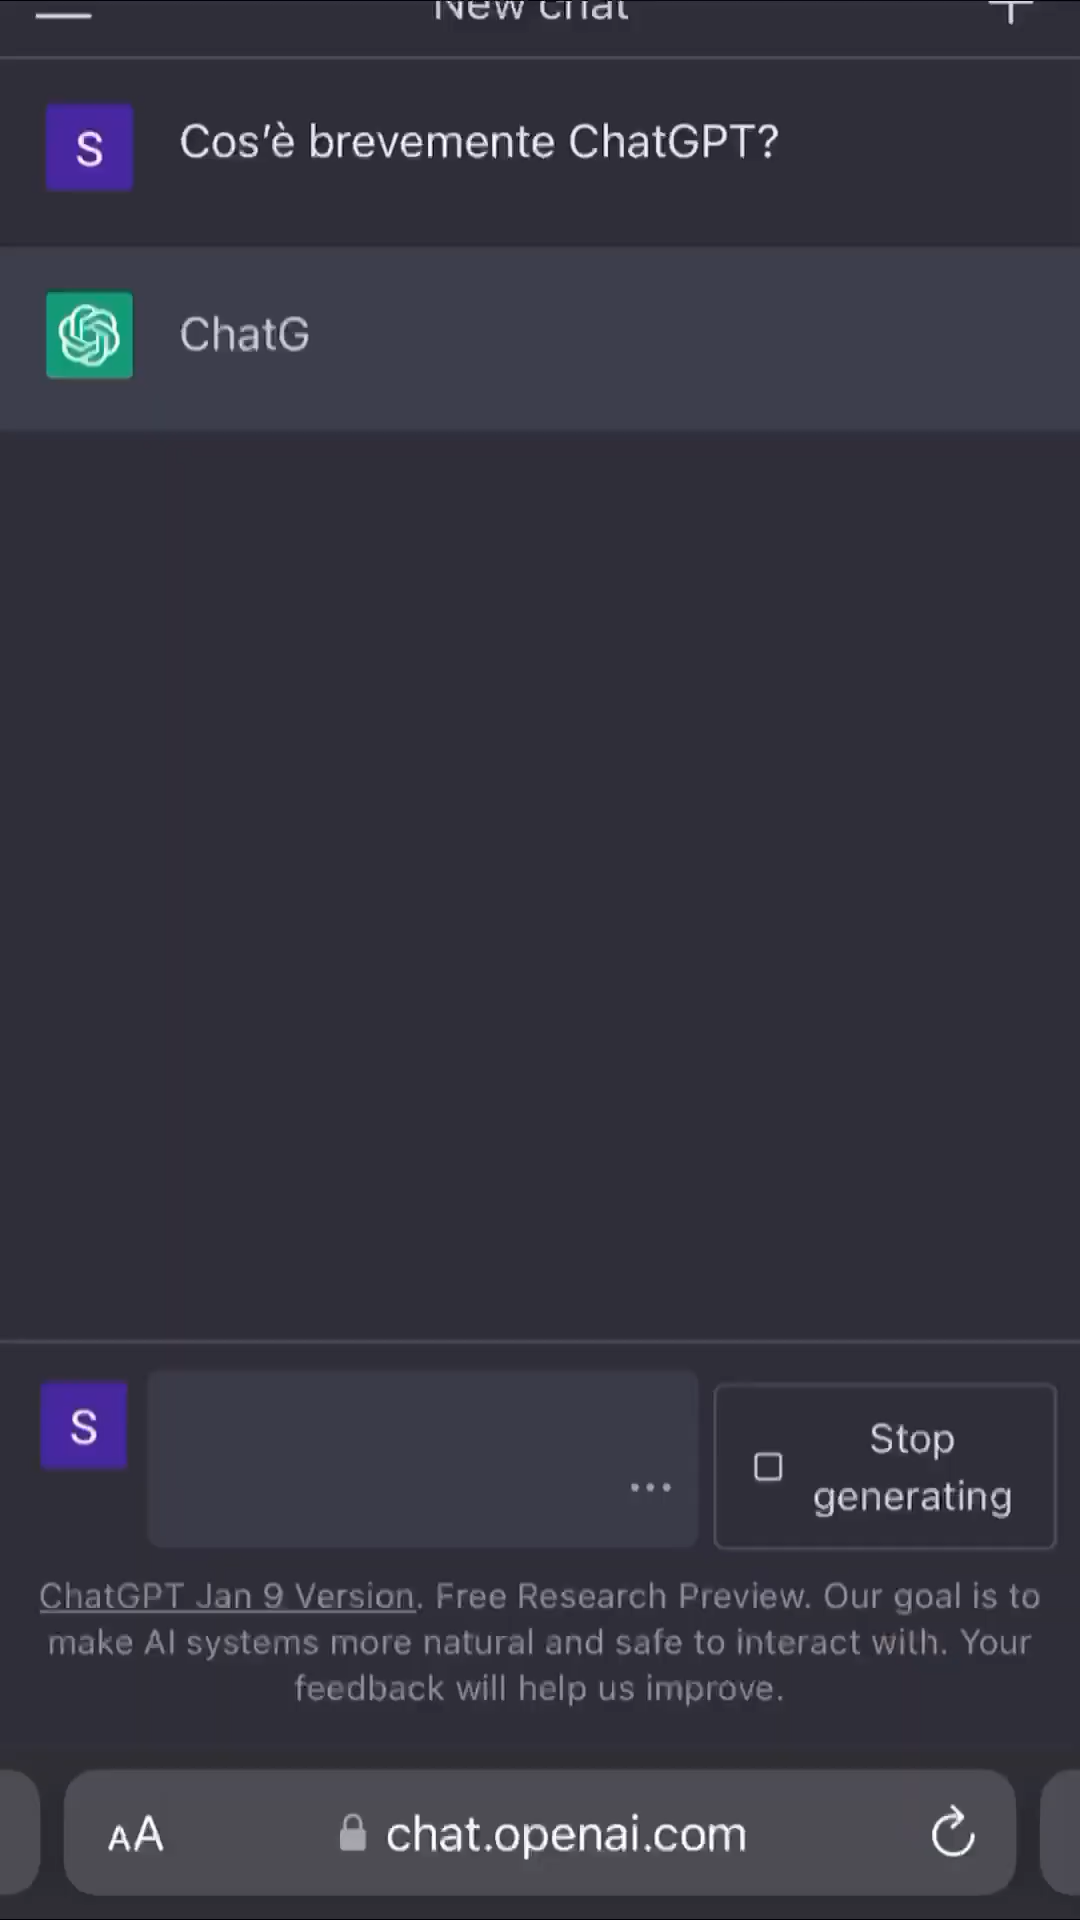 New chat
S
Cos'è brevemente ChatGPT?
ChatG
S
Stop
generating
ChatGPT Jan 9 Version. Free Research Preview. Our goal is to
make AI systems more natural and safe to interact with. Your
feedback will help us improve.
AA
chat.openai.com